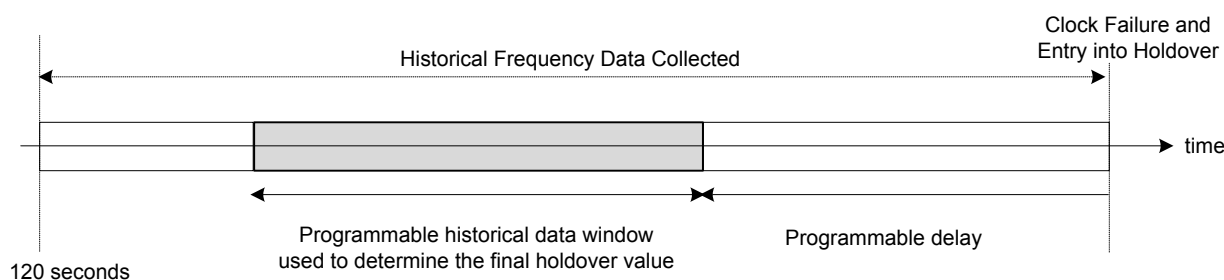 Clock Failure and
Entry into Holdover
Historical Frequency Data Collected
time
Programmable historical data window
used to determine the final holdover value
Programmable delay
120 seconds